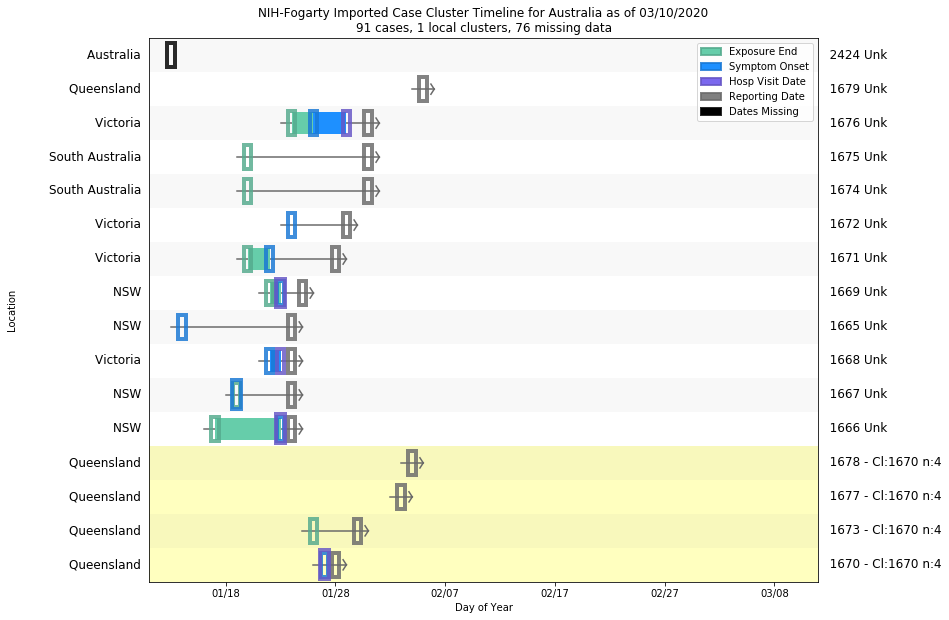 NIH-Fogarty Imported Case Cluster Timeline for Australia as of 03/10/2020
91 cases, 1 local clusters, 76 missing data
Exposure End
Symptom Onset
Hosp Visit Date
Reporting Date
Dates Missing
Location
Australia 2424 Unk
Queensland 1679 Unk
Victoria 1676 Unk
South Australia 1675 Unk
South Australia 1674 Unk
Victoria 1672 Unk
Victoria 1671 Unk
NSW 1669 Unk
NSW 1665 Unk
Victoria 1668 Unk
NSW 1667 Unk
NSW 1666 Unk
Queensland 1678 - Cl:1670 n:4
Queensland 1677 - Cl:1670 n:4
Queensland 1673 - Cl:1670 n:4
Queensland 1670 - Cl:1670 n:4
01/18 01/28 02/07 02/17 02/27 03/08
Day of Year